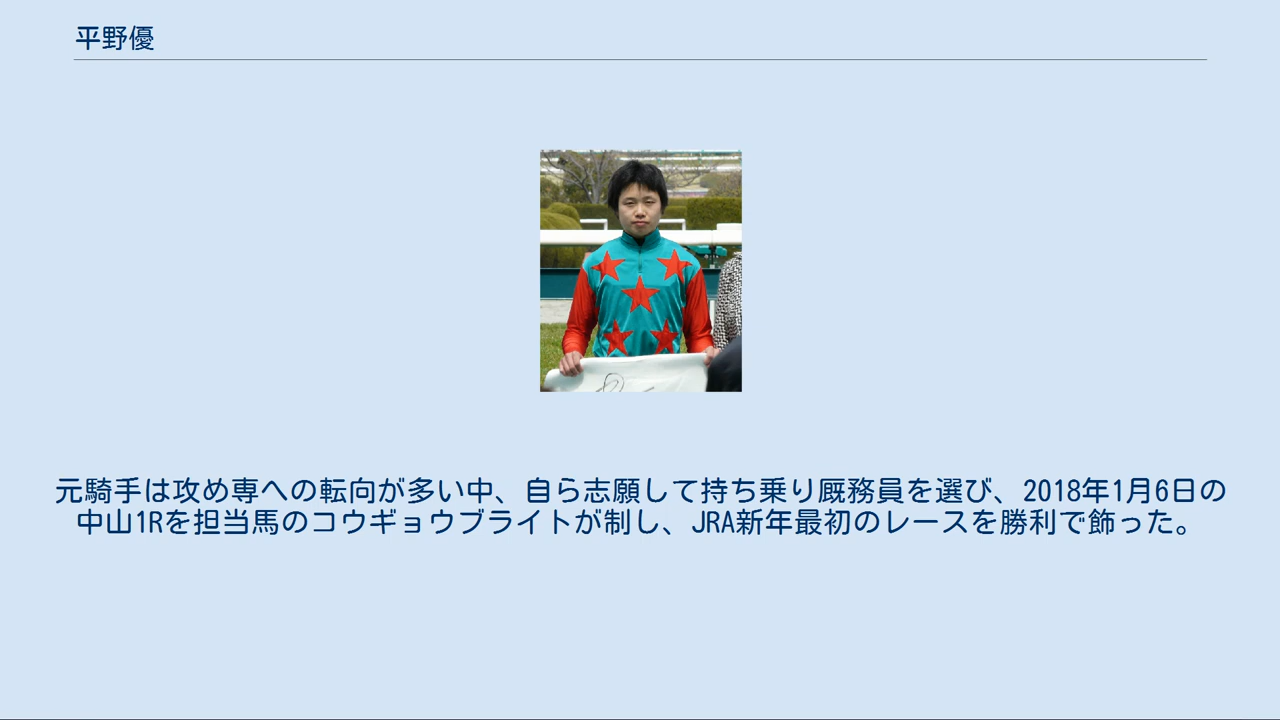 平野優
元騎手は攻め専への転向が多い中、自ら志願して持ち乗り厩務員を選び、2018年1月6日の
中山1Rを担当馬のコウギョウブライトが制し、JRA新年最初のレースを勝利で飾った。